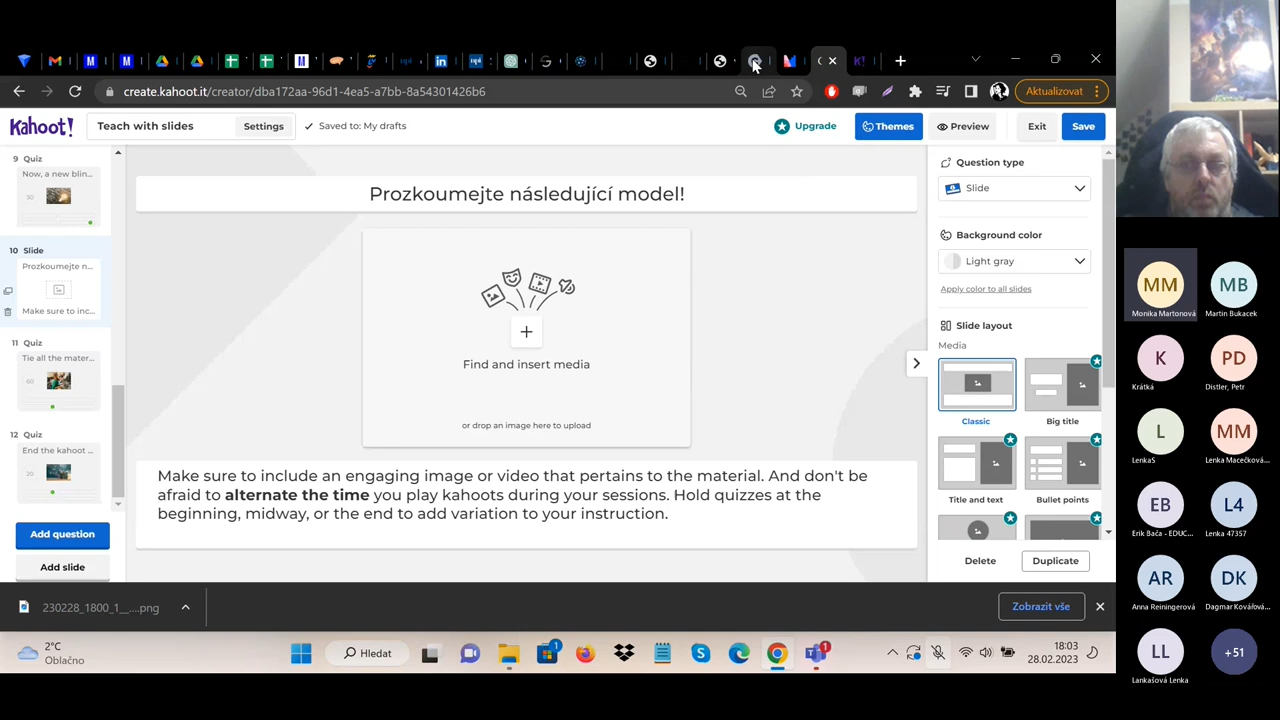 create.kahoot.it/creator/dba172aa-96d1-4ea5-a7bb-8a54301426b6
Aktualizovat
Kahoot!
Teach with slides
Settings
Saved to: My drafts
Upgrade
Themes
Preview
Exit
Save
9 Quiz
Now, a new blin...
30
10 Slide
Prozkoumejte n...
Make sure to inc...
11 Quiz
Tie all the mater...
60
12 Quiz
End the kahoot ...
20
Add question
Add slide
Prozkoumejte následující model!
Find and insert media
or drop an image here to upload
Make sure to include an engaging image or video that pertains to the material. And don't be
afraid to alternate the time you play kahoots during your sessions. Hold quizzes at the
beginning, midway, or the end to add variation to your instruction.
Question type
Slide
Background color
Light gray
Apply color to all slides
Slide layout
Media
Classic
Big title
Title and text
Bullet points
Delete
Duplicate
230228_1800_1__....png
Zobrazit vše
2°C
Oblačno
Hledat
18:03
28.02.2023
MM
Monika Martonová
MB
Martin Bukacek
K
Krátká
PD
Distler, Petr
L
LenkaS
MM
Lenka Macečková...
EB
Erik Bača - EDUC...
L4
Lenka 47357
AR
Anna Reiningerová
DK
Dagmar Kovářová...
LL
Lankašová Lenka
+51